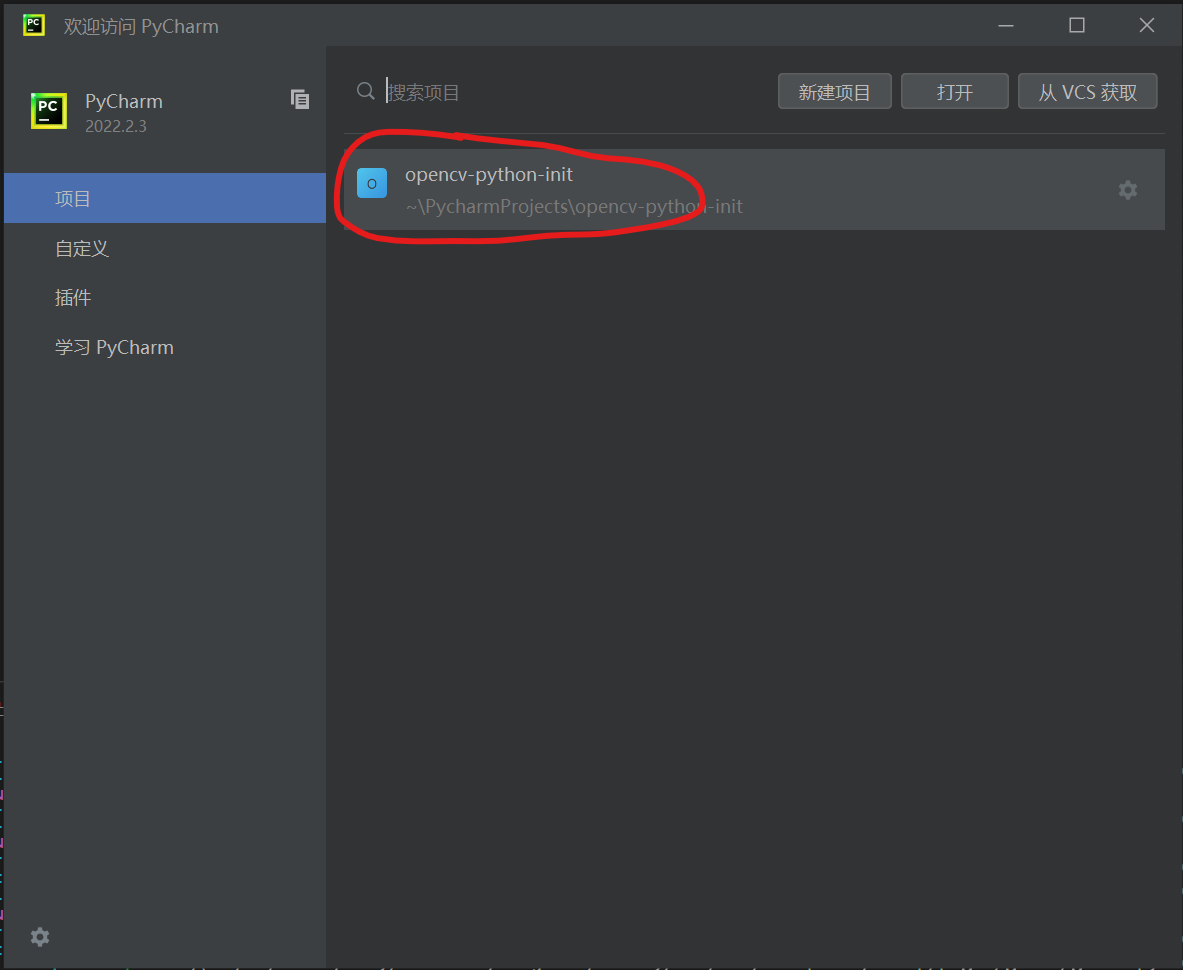 欢迎访问 PyCharm
PyCharm
2022.2.3
项目
自定义
插件
学习 PyCharm
搜索项目
新建项目
打开
从 VCS 获取
opencv-python-init
~\PycharmProjects\opencv-python-init